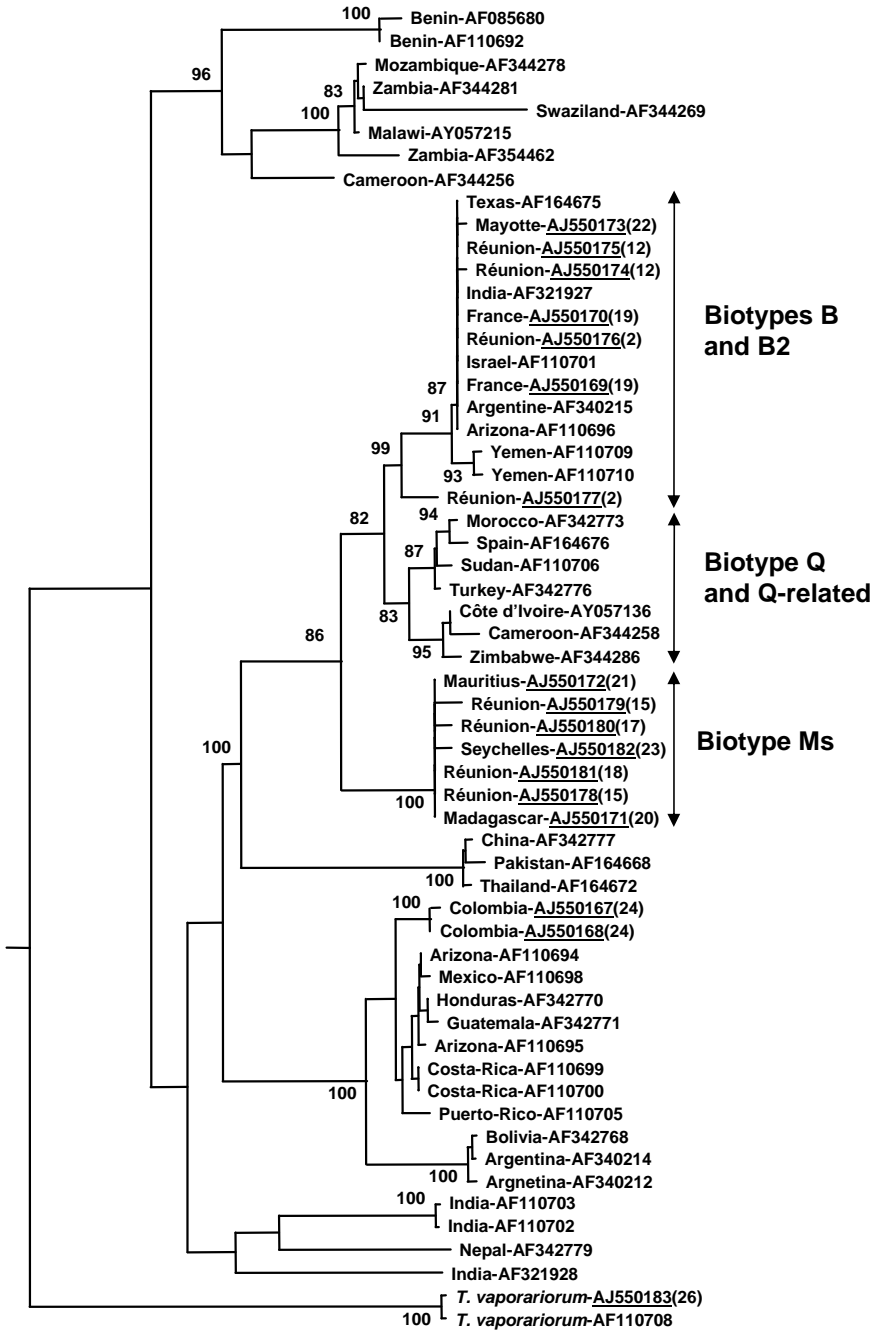 100
Benin-AF085680
Benin-AF110692
96
Mozambique-AF344278
83
Zambia-AF344281
100
Swaziland-AF344269
Malawi-AY057215
Zambia-AF354462
Cameroon-AF344256
Texas-AF164675
Mayotte-AJ550173(22)
Réunion-AJ550175(12)
Réunion-AJ550174(12)
India-AF321927
France-AJ550170(19)
Réunion-AJ550176(2)
Israel-AF110701
France-AJ550169(19)
87
Argentine-AF340215
91
Arizona-AF110696
99
Yemen-AF110709
93
Yemen-AF110710
Réunion-AJ550177(2)
Biotypes B
and B2
82
94
Morocco-AF342773
Spain-AF164676
87
Sudan-AF110706
Turkey-AF342776
83
Côte d'Ivoire-AY057136
86
Cameroon-AF344258
95
Zimbabwe-AF344286
Biotype Q
and Q-related
Mauritius-AJ550172(21)
Réunion-AJ550179(15)
Réunion-AJ550180(17)
100
Seychelles-AJ550182(23)
Réunion-AJ550181(18)
100
Réunion-AJ550178(15)
Madagascar-AJ550171(20)
Biotype Ms
China-AF342777
Pakistan-AF164668
100
Thailand-AF164672
100
Colombia-AJ550167(24)
Colombia-AJ550168(24)
Arizona-AF110694
Mexico-AF110698
Honduras-AF342770
Guatemala-AF342771
Arizona-AF110695
Costa-Rica-AF110699
100
Costa-Rica-AF110700
Puerto-Rico-AF110705
Bolivia-AF342768
Argentina-AF340214
100
Argnetina-AF340212
100
India-AF110703
India-AF110702
Nepal-AF342779
India-AF321928
T. vaporariorum-AJ550183(26)
100
T. vaporariorum-AF110708